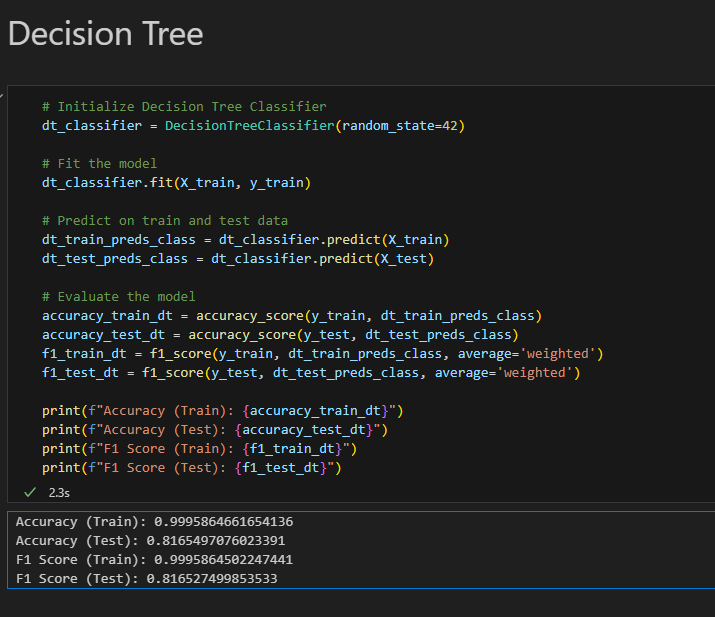 Decision Tree
# Initialize Decision Tree Classifier
dt_classifier = DecisionTreeClassifier(random_state=42)
# Fit the model
dt_classifier.fit(X_train, y_train)
# Predict on train and test data
dt_train_preds_class = dt_classifier.predict(X_train)
dt_test_preds_class = dt_classifier.predict(X_test)
# Evaluate the model
accuracy_train_dt = accuracy_score(y_train, dt_train_preds_class)
accuracy_test_dt = accuracy_score(y_test, dt_test_preds_class)
f1_train_dt = f1_score(y_train, dt_train_preds_class, average='weighted')
f1_test_dt = f1_score(y_test, dt_test_preds_class, average='weighted')
print(f"Accuracy (Train): {accuracy_train_dt}")
print(f"Accuracy (Test): {accuracy_test_dt}")
print(f"F1 Score (Train): {f1_train_dt}")
print(f"F1 Score (Test): {f1_test_dt}")
2.3s
Accuracy (Train): 0.9995864661654136
Accuracy (Test): 0.8165497076023391
F1 Score (Train): 0.9995864502247441
F1 Score (Test): 0.816527499853533